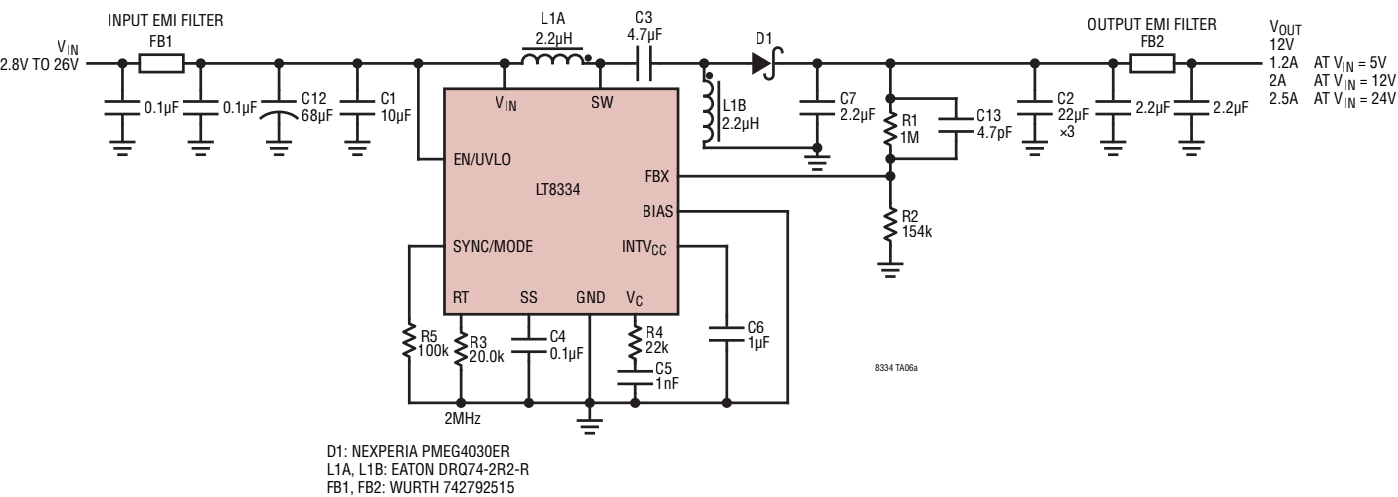 INPUT EMI FILTER
FB1
VIN
2.8V TO 26V
0.1µF
0.1µF
C12
68µF
C1
10µF
L1A
2.2µH
C3
4.7µF
D1
L1B
2.2µH
C7
2.2µF
R1
1M
C13
4.7pF
R2
154k
C2
22µF
×3
2.2µF
2.2µF
OUTPUT EMI FILTER
FB2
VOUT
12V
1.2A AT VIN = 5V
2A AT VIN = 12V
2.5A AT VIN = 24V
VIN
SW
EN/UVLO
LT8334
FBX
BIAS
SYNC/MODE
INTVCC
RT
SS
GND
VC
R5
100k
R3
20.0k
C4
0.1µF
R4
22k
C5
1nF
C6
1µF
2MHz
8334 TA06a
D1: NEXPERIA PMEG4030ER
L1A, L1B: EATON DRQ74-2R2-R
FB1, FB2: WURTH 742792515